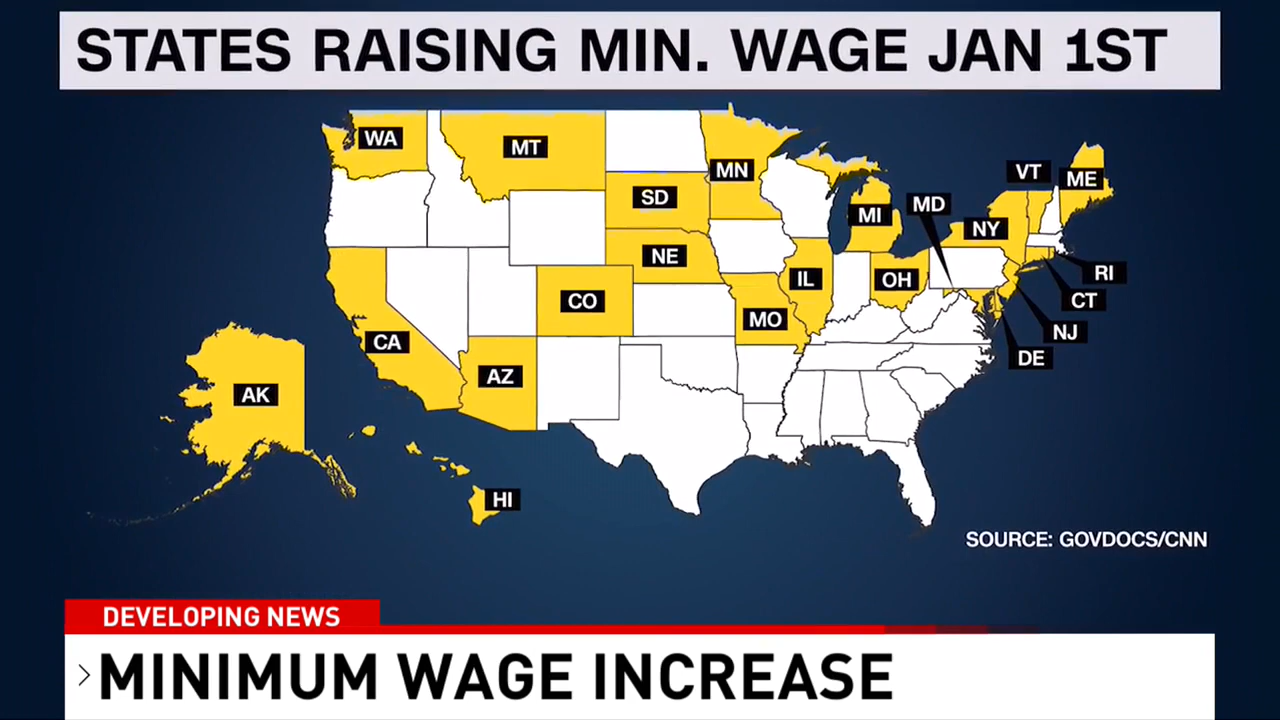 STATES RAISING MIN. WAGE JAN 1ST
WA
MT
MN
VT
ME
SD
MI
MD
NY
NE
IL
OH
RI
CO
MO
CT
CA
NJ
AZ
DE
AK
HI
SOURCE: GOVDOCS/CNN
DEVELOPING NEWS
MINIMUM WAGE INCREASE